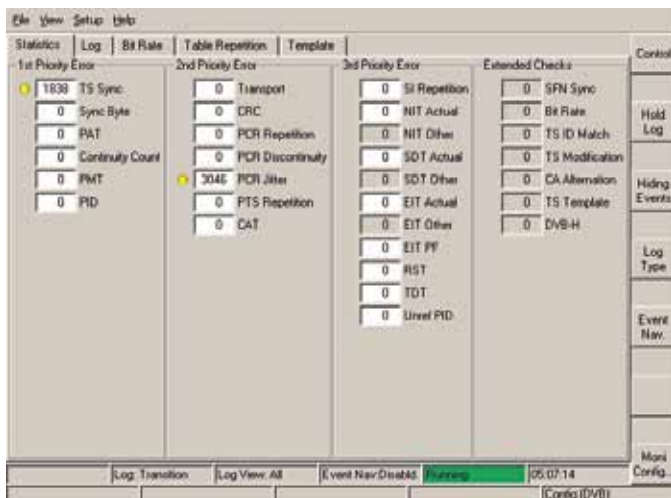 File View Setup Help
Statistics Log Bit Rate Table Repetition Template
Control
1st Priority Error
1838 TS Sync
0 Sync Byte
0 PAT
0 Continuity Count
0 PMT
0 PID
2nd Priority Error
0 Transport
0 CRC
0 PCR Repetition
0 PCR Discontinuity
3046 PCR Jitter
0 PTS Repetition
0 CAT
3rd Priority Error
0 SI Repetition
0 NIT Actual
0 NIT Other
0 SDT Actual
0 SDT Other
0 EIT Actual
0 EIT Other
0 EIT PF
0 RST
0 TDT
0 Unref PID
Extended Checks
0 SFN Sync
0 Bit Rate
0 TS ID Match
0 TS Modification
0 CA Alternation
0 TS Template
0 DVB-H
Hold
Log
Hiding
Events
Log
Type
Event
Nav.
Moni
Config.
Log: Transition Log View: All Event Nav:Disabld. Running 05:07:14
Config (DVB)